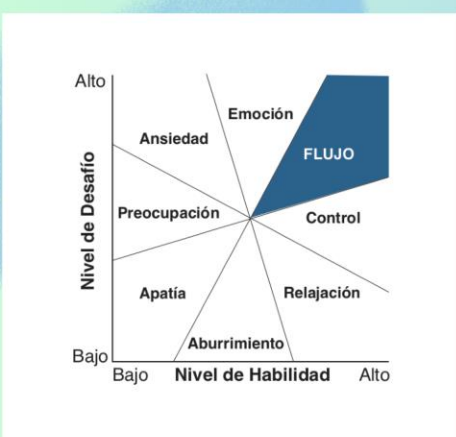 Alto
Emoción
Ansiedad
FLUJO
Nivel de Desafío
Preocupación
Control
Apatía
Relajación
Aburrimiento
Bajo
Bajo
Nivel de Habilidad
Alto